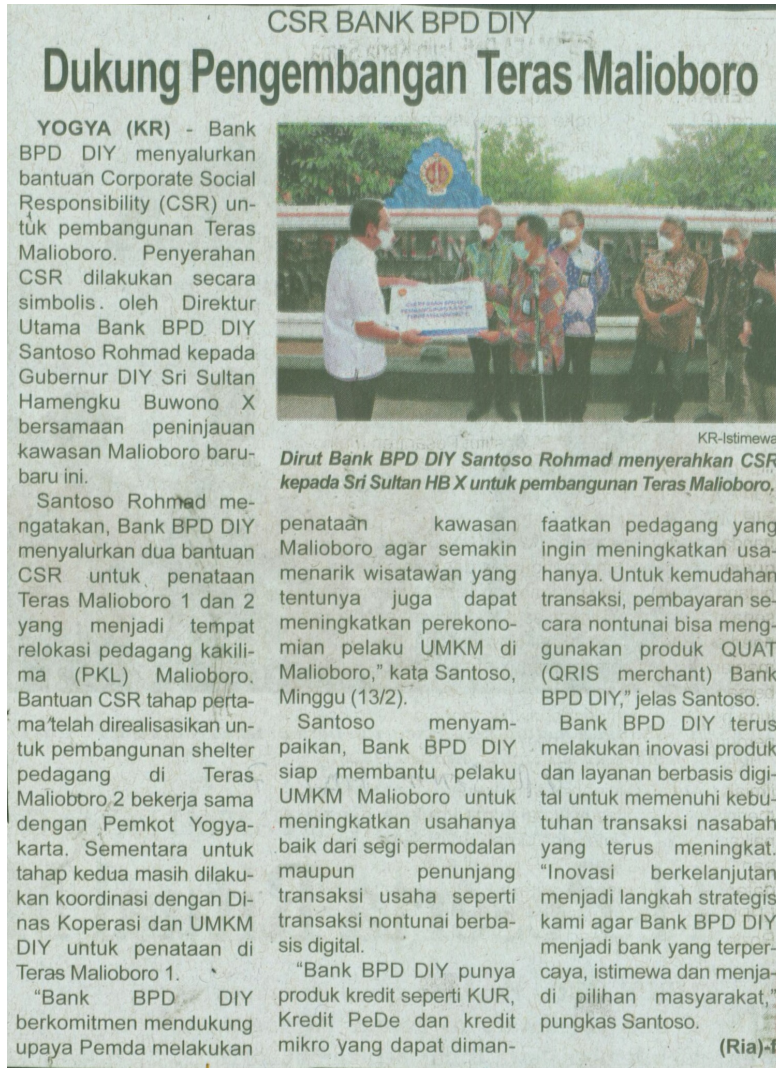 CSR BANK BPD DIY
Dukung Pengembangan Teras Malioboro
YOGYA (KR) - Bank
BPD DIY menyalurkan
bantuan Corporate Social
Responsibility (CSR) un-
tuk pembangunan Teras
Malioboro. Penyerahan
CSR dilakukan secara
simbolis oleh Direktur
Utama Bank BPD DIY
Santoso Rohmad kepada
Gubernur DIY Sri Sultan
Hamengku Buwono X
bersamaan peninjauan
kawasan Malioboro baru-
baru ini.
Santoso Rohmad me-
ngatakan, Bank BPD DIY
menyalurkan dua bantuan
CSR untuk penataan
Teras Malioboro 1 dan 2
yang menjadi tempat
relokasi pedagang kakili-
ma (PKL) Malioboro.
Bantuan CSR tahap perta-
ma telah direalisasikan un-
tuk pembangunan shelter
pedagang di Teras
Malioboro 2 bekerja sama
dengan Pemkot Yogya-
karta. Sementara untuk
tahap kedua masih dilaku-
kan koordinasi dengan Di-
nas Koperasi dan UMKM
DIY untuk penataan di
Teras Malioboro 1.
“Bank BPD DIY
berkomitmen mendukung
upaya Pemda melakukan
KR-Istimewa
Dirut Bank BPD DIY Santoso Rohmad menyerahkan CSR
kepada Sri Sultan HB X untuk pembangunan Teras Malioboro.
penataan kawasan
Malioboro agar semakin
menarik wisatawan yang
tentunya juga dapat
meningkatkan perekono-
mian pelaku UMKM di
Malioboro,” kata Santoso,
Minggu (13/2).
Santoso menyam-
paikan, Bank BPD DIY
siap membantu pelaku
UMKM Malioboro untuk
meningkatkan usahanya
baik dari segi permodalan
maupun penunjang
transaksi usaha seperti
transaksi nontunai berba-
sis digital.
“Bank BPD DIY punya
produk kredit seperti KUR,
Kredit PeDe dan kredit
mikro yang dapat diman-
faatkan pedagang yang
ingin meningkatkan usa-
hanya. Untuk kemudahan
transaksi, pembayaran se-
cara nontunai bisa meng-
gunakan produk QUAT
(QRIS merchant) Bank
BPD DIY,” jelas Santoso.
Bank BPD DIY terus
melakukan inovasi produk
dan layanan berbasis digi-
tal untuk memenuhi kebu-
tuhan transaksi nasabah
yang terus meningkat.
“Inovasi berkelanjutan
menjadi langkah strategis
kami agar Bank BPD DIY
menjadi bank yang terper-
caya, istimewa dan menja-
di pilihan masyarakat,”
pungkas Santoso.
(Ria)-f